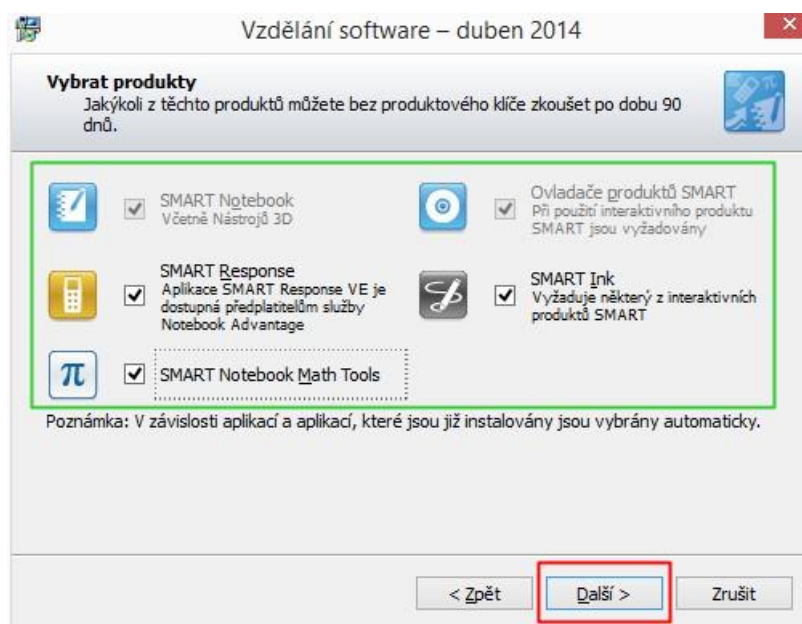 Vzdělání software – duben 2014
Vybrat produkty
Jakýkoli z těchto produktů můžete bez produktového klíče zkoušet po dobu 90
dnů.
SMART Notebook
Včetně Nástrojů 3D
Ovladače produktů SMART
Při použití interaktivního produktu
SMART jsou vyžadovány
SMART Response
Aplikace SMART Response VE je
dostupná předplatitelům služby
Notebook Advantage
SMART Ink
Vyžaduje některý z interaktivních
produktů SMART
π
SMART Notebook Math Tools
Poznámka: V závislosti aplikací a aplikací, které jsou již instalovány jsou vybrány automaticky.
< Zpět
Další >
Zrušit